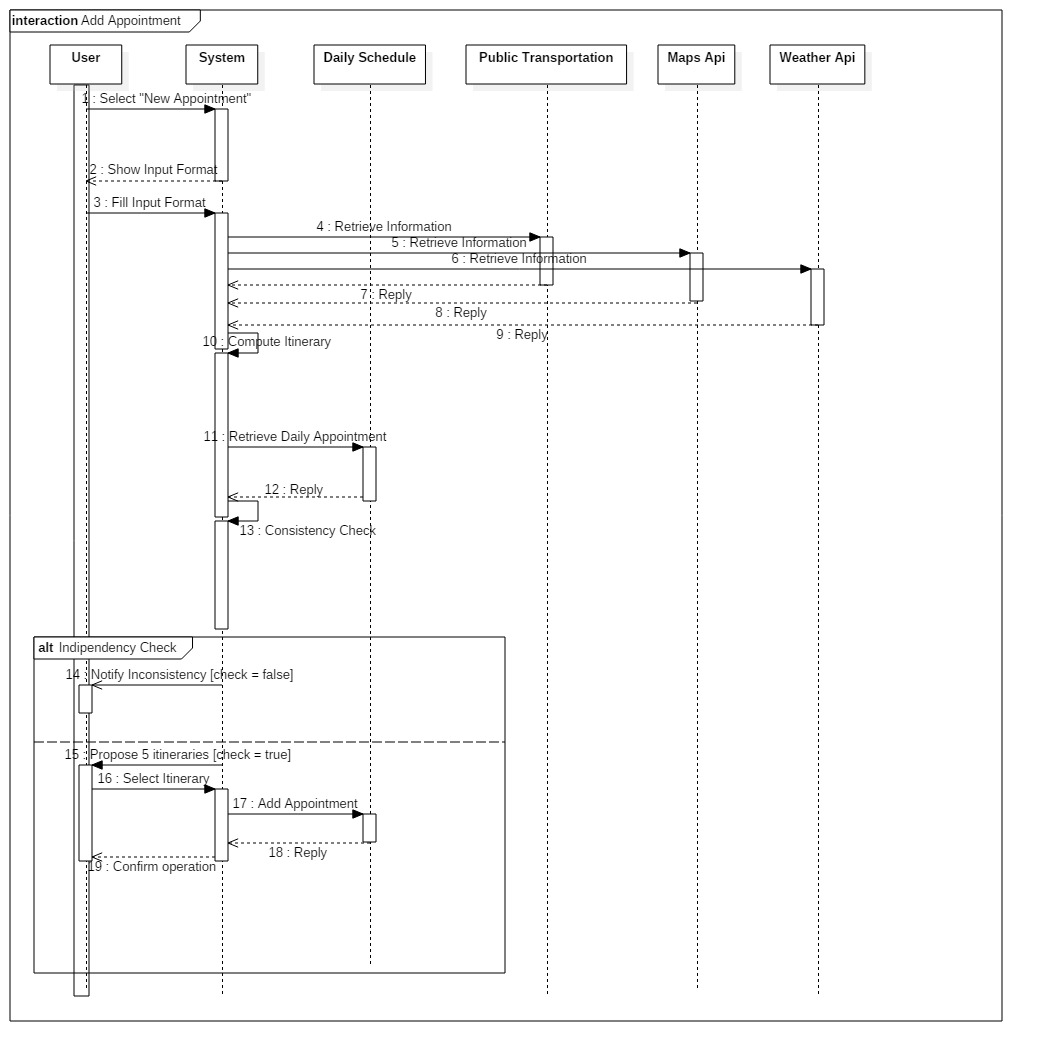 interaction Add Appointment
User
System
Daily Schedule
Public Transportation
Maps Api
Weather Api
1 : Select "New Appointment"
2 : Show Input Format
3 : Fill Input Format
4 : Retrieve Information
5 : Retrieve Information
6 : Retrieve Information
7 : Reply
8 : Reply
9 : Reply
10 : Compute Itinerary
11 : Retrieve Daily Appointment
12 : Reply
13 : Consistency Check
alt Indipendency Check
14 : Notify Inconsistency [check = false]
15 : Propose 5 itineraries [check = true]
16 : Select Itinerary
17 : Add Appointment
18 : Reply
19 : Confirm operation